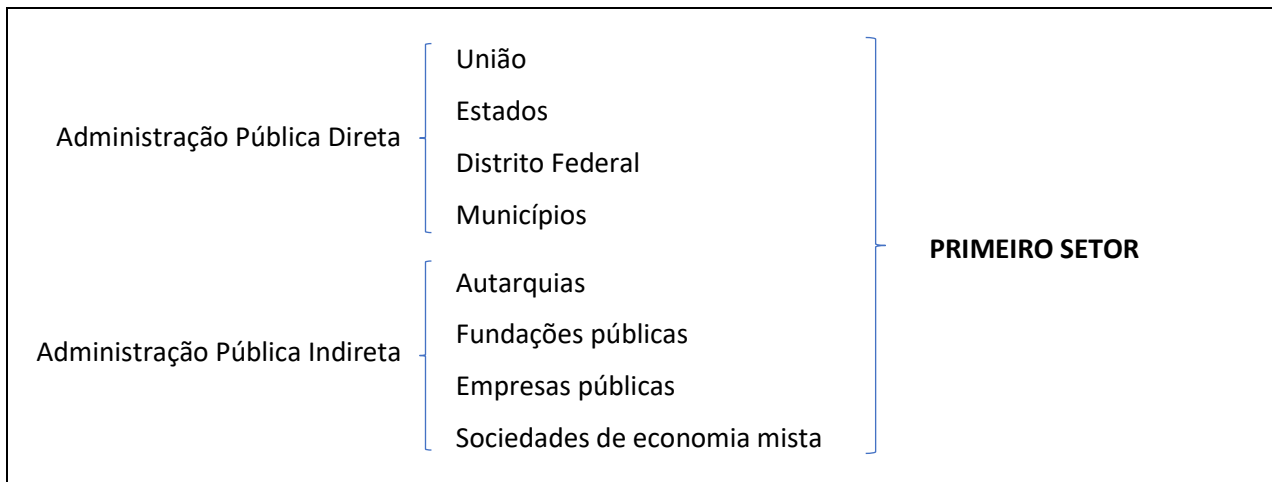 Administração Pública Direta
União
Estados
Distrito Federal
Municípios
Administração Pública Indireta
Autarquias
Fundações públicas
Empresas públicas
Sociedades de economia mista
PRIMEIRO SETOR